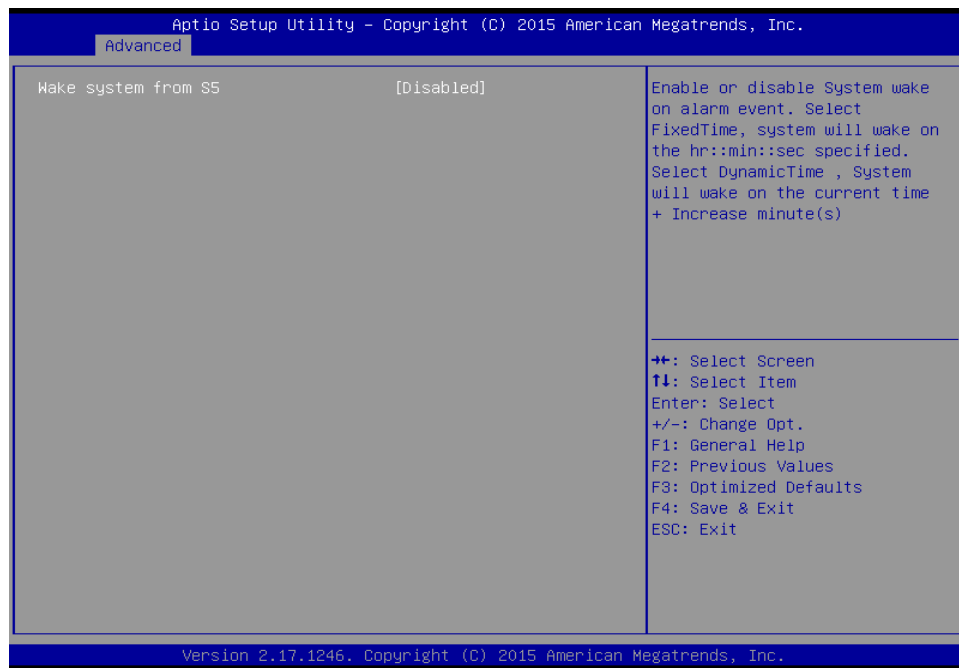 Aptio Setup Utility – Copyright (C) 2015 American Megatrends, Inc.
Advanced
Wake system from S5 [Disabled]
Enable or disable System wake
on alarm event. Select
FixedTime, system will wake on
the hr::min::sec specified.
Select DynamicTime , System
will wake on the current time
+ Increase minute(s)
→←: Select Screen
↑↓: Select Item
Enter: Select
+/-: Change Opt.
F1: General Help
F2: Previous Values
F3: Optimized Defaults
F4: Save & Exit
ESC: Exit
Version 2.17.1246. Copyright (C) 2015 American Megatrends, Inc.